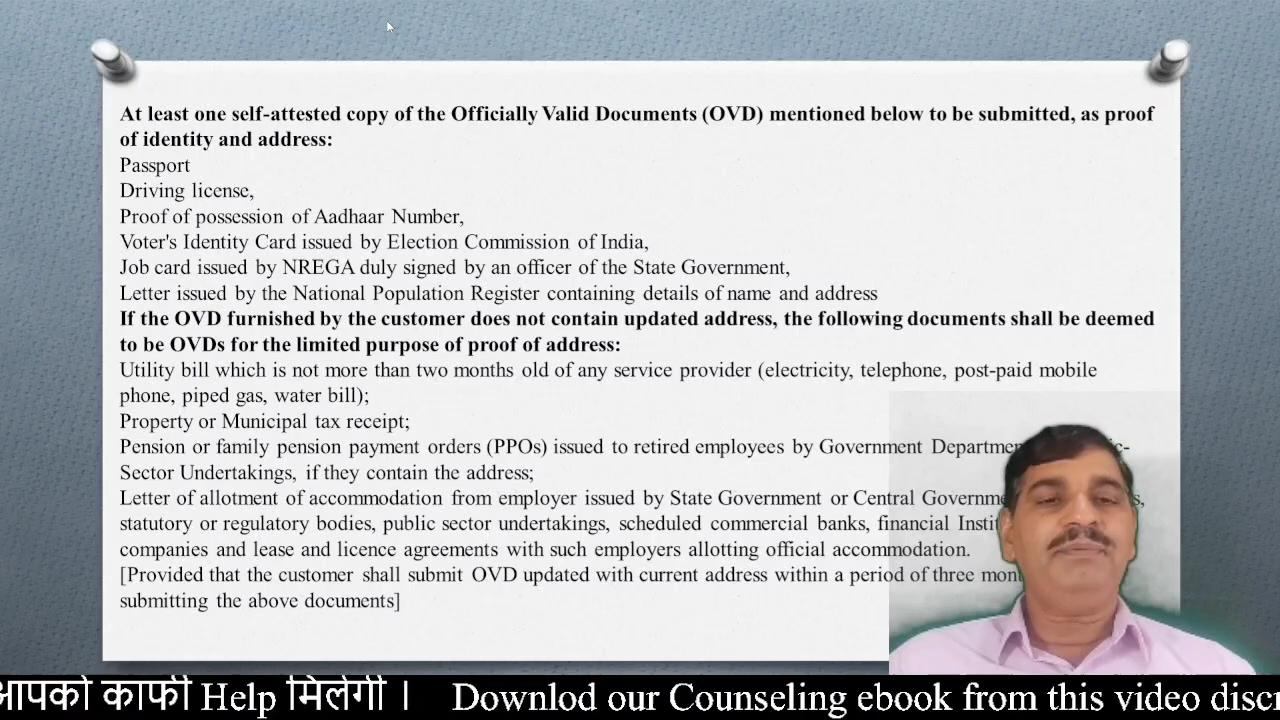 At least one self-attested copy of the Officially Valid Documents (OVD) mentioned below to be submitted, as proof
of identity and address:
Passport
Driving license,
Proof of possession of Aadhaar Number,
Voter's Identity Card issued by Election Commission of India,
Job card issued by NREGA duly signed by an officer of the State Government,
Letter issued by the National Population Register containing details of name and address
If the OVD furnished by the customer does not contain updated address, the following documents shall be deemed
to be OVDs for the limited purpose of proof of address:
Utility bill which is not more than two months old of any service provider (electricity, telephone, post-paid mobile
phone, piped gas, water bill);
Property or Municipal tax receipt;
Pension or family pension payment orders (PPOs) issued to retired employees by Government
Sector Undertakings, if they contain the address;
Letter of allotment of accommodation from employer issued by State Government or Central
statutory or regulatory bodies, public sector undertakings, scheduled commercial banks, financial
companies and lease and licence agreements with such employers allotting official accommodation.
[Provided that the customer shall submit OVD updated with current address within a period of three
submitting the above documents]
आपको काफी Help मिलेगी । Downlod our Counseling ebook from this video